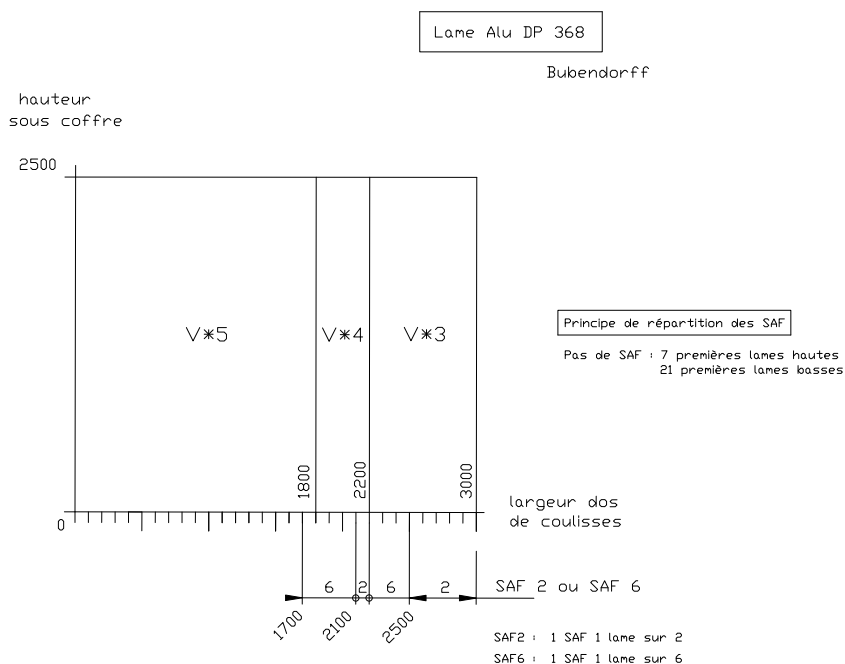 Lame Alu DP 368
Bubendorff
hauteur
sous coffre
2500
V*5
V*4
V*3
Principe de répartition des SAF
Pas de SAF : 7 premières lames hautes
21 premières lames basses
1800
2200
3000
0
largeur dos
de coulisses
6
2
6
2
SAF 2 ou SAF 6
1700
2100
2500
SAF2 : 1 SAF 1 lame sur 2
SAF6 : 1 SAF 1 lame sur 6